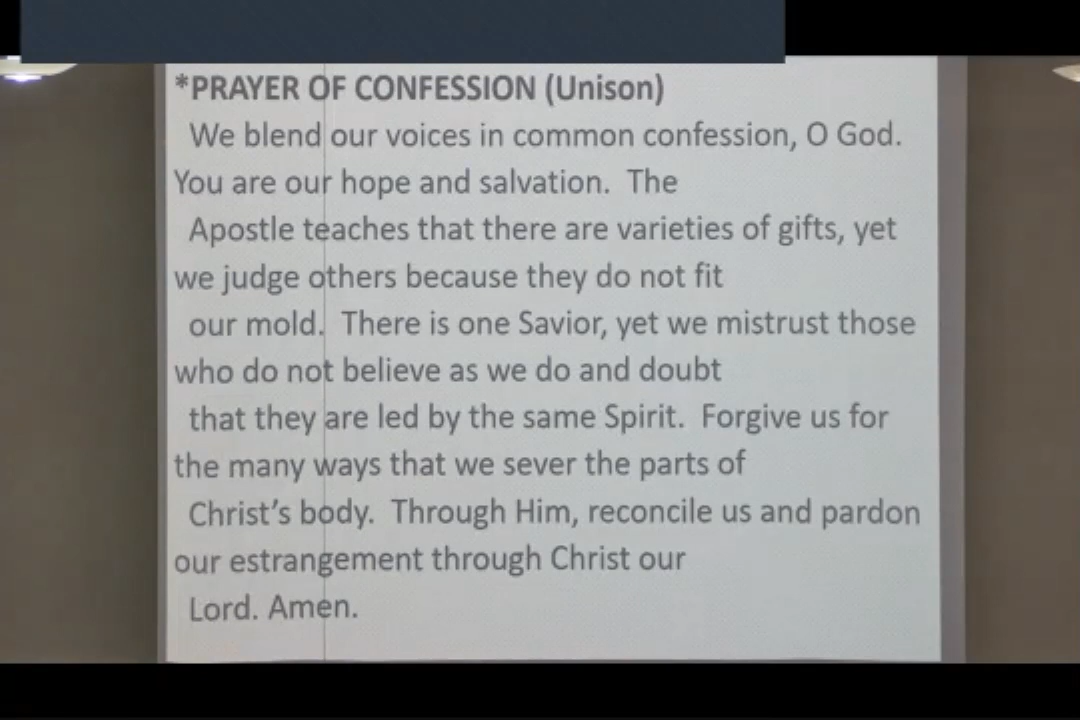 *PRAYER OF CONFESSION (Unison)
We blend our voices in common confession, O God.
You are our hope and salvation.  The
Apostle teaches that there are varieties of gifts, yet
we judge others because they do not fit
our mold.  There is one Savior, yet we mistrust those
who do not believe as we do and doubt
that they are led by the same Spirit.  Forgive us for
the many ways that we sever the parts of
Christ’s body.  Through Him, reconcile us and pardon
our estrangement through Christ our
Lord. Amen.